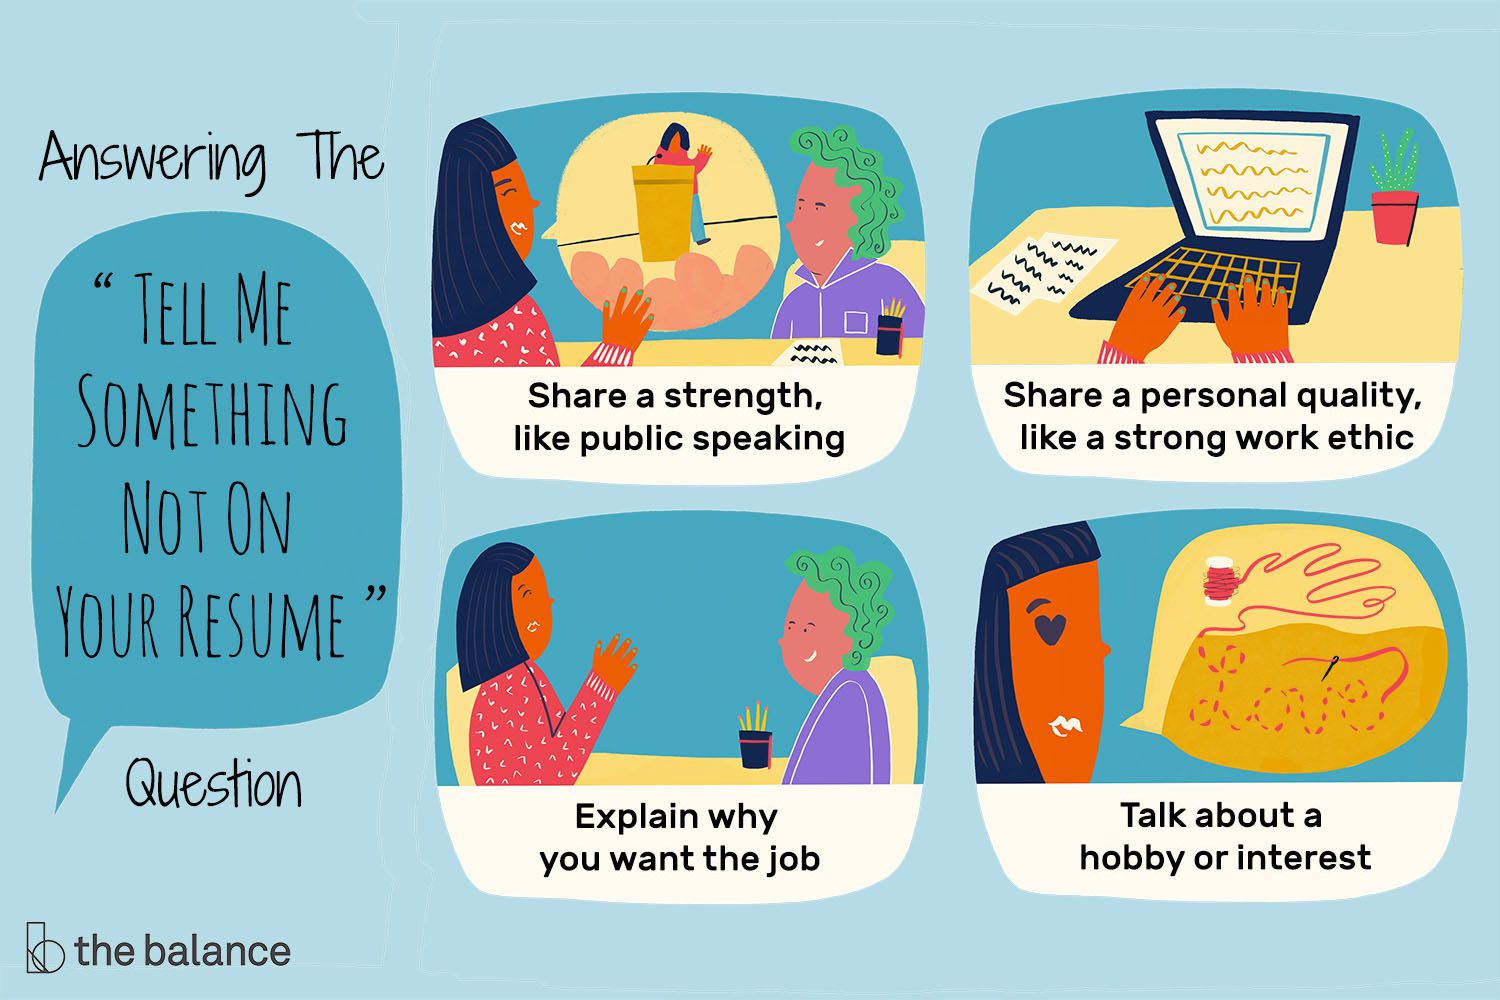 Answering The
“ Tell Me
Something
Not On
Your Resume ”
Question
Share a strength,
like public speaking
Share a personal quality,
like a strong work ethic
Explain why
you want the job
Talk about a
hobby or interest
love
the balance